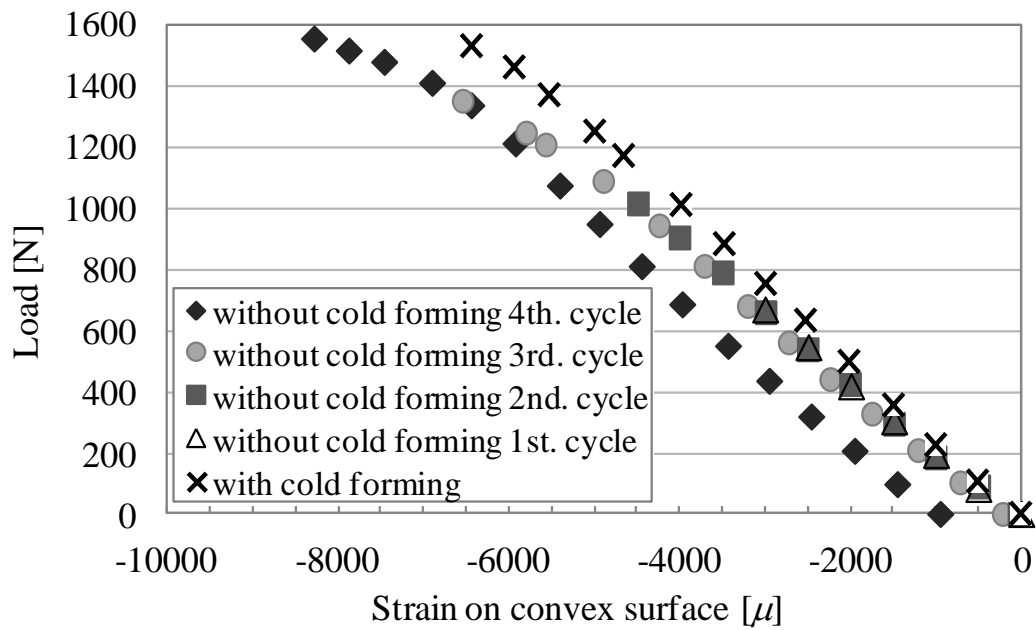 1600
1400
1200
1000
800
600
400
200
0
Load [N]
without cold forming 4th. cycle
without cold forming 3rd. cycle
without cold forming 2nd. cycle
without cold forming 1st. cycle
with cold forming
-10000 -8000 -6000 -4000 -2000 0
Strain on convex surface [μ]